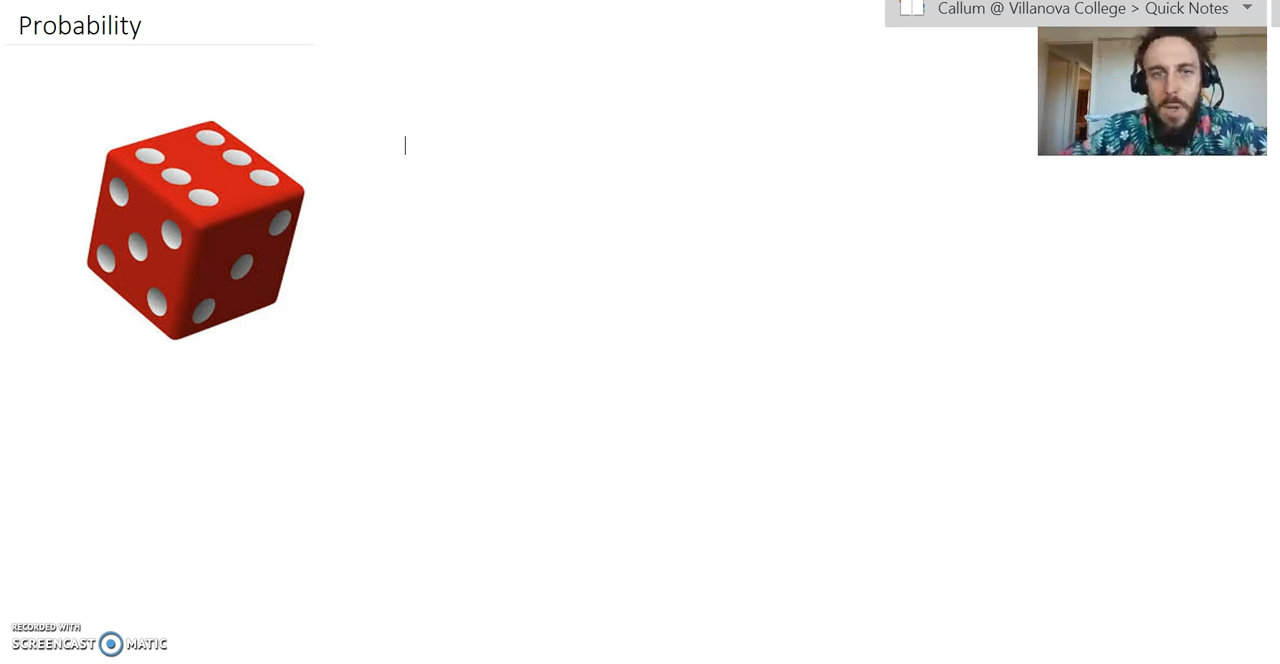 Probability
Callum @ Villanova College > Quick Notes
RECORDED WITH
SCREENCAST MATIC